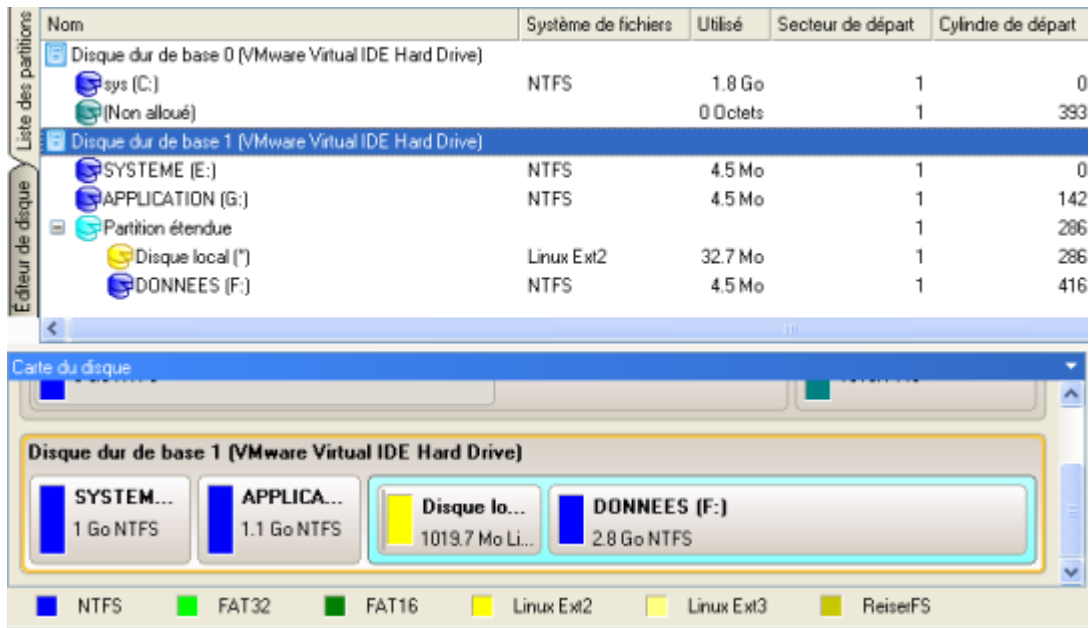 Liste des partitions
Éditeur de disque
Nom Système de fichiers Utilisé Secteur de départ Cylindre de départ
Disque dur de base 0 (VMware Virtual IDE Hard Drive)
sys (C:) NTFS 1.8 Go 1 0
(Non alloué) 0 Octets 1 393
Disque dur de base 1 (VMware Virtual IDE Hard Drive)
SYSTEME (E:) NTFS 4.5 Mo 1 0
APPLICATION (G:) NTFS 4.5 Mo 1 142
Partition étendue 1 286
Disque local (*) Linux Ext2 32.7 Mo 1 286
DONNEES (F:) NTFS 4.5 Mo 1 416
Carte du disque
Disque dur de base 1 (VMware Virtual IDE Hard Drive)
SYSTEM... APPLICA... Disque lo... DONNEES (F:)
1 Go NTFS 1.1 Go NTFS 1019.7 Mo Li... 2.8 Go NTFS
NTFS FAT32 FAT16 Linux Ext2 Linux Ext3 ReiserFS